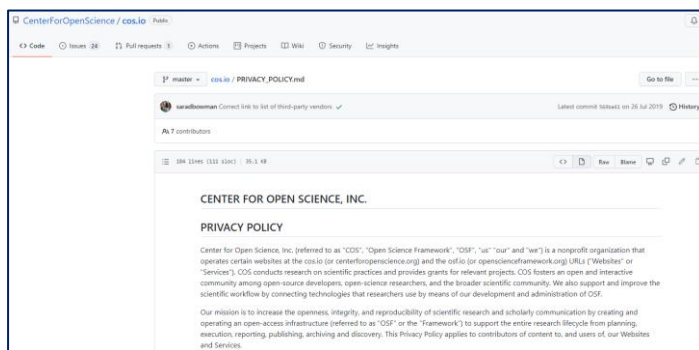 CenterForOpenScience / cos.io Public
Code Issues 24 Pull requests 1 Actions Projects Wiki Security Insights
master cos.io / PRIVACY_POLICY.md Go to file
saradbowman Correct link to list of third-party vendors Latest commit on 26 Jul 2019 History
7 contributors
184 lines (111 sloc) 35.1 KB Raw Blame
CENTER FOR OPEN SCIENCE, INC.
PRIVACY POLICY
Center for Open Science, Inc. (referred to as "COS", "Open Science Framework", "OSF", "us" "our" and "we") is a nonprofit organization that
operates certain websites at the cos.io (or centerforopenscience.org) and the osf.io (or openscienceframework.org) URLs ("Websites" or
"Services"). COS conducts research on scientific practices and provides grants for relevant projects. COS fosters an open and interactive
community among open-source developers, open-science researchers, and the broader scientific community. We also support and improve the
scientific workflow by connecting technologies that researchers use by means of our development and administration of OSF.
Our mission is to increase the openness, integrity, and reproducibility of scientific research and scholarly communication by creating and
operating an open-access infrastructure (referred to as "OSF" or the "Framework") to support the entire research lifecycle from planning,
execution, reporting, publishing, archiving and discovery. This Privacy Policy applies to contributors of content to, and users of, our Websites
and Services.